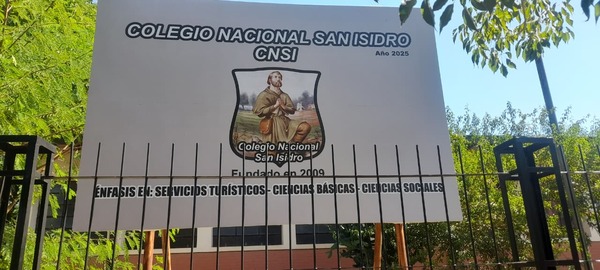 COLEGIO NACIONAL SAN ISIDRO
CNSI
Año 2025
Colegio Nacional
San Isidro
Fundado en 2009
ÉNFASIS EN: SERVICIOS TURÍSTICOS - CIENCIAS BÁSICAS - CIENCIAS SOCIALES